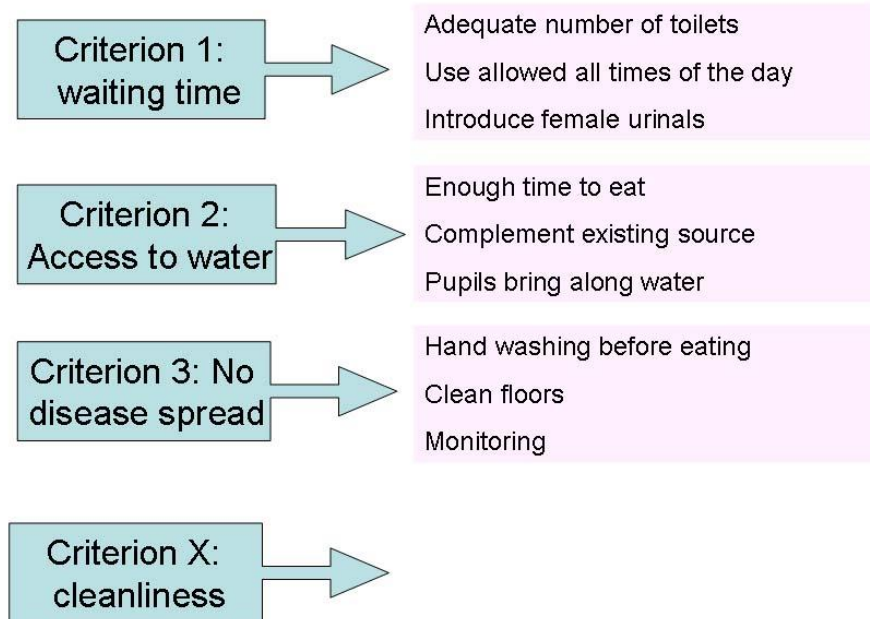 Criterion 1:
waiting time
Adequate number of toilets
Use allowed all times of the day
Introduce female urinals
Criterion 2:
Access to water
Enough time to eat
Complement existing source
Pupils bring along water
Criterion 3: No
disease spread
Hand washing before eating
Clean floors
Monitoring
Criterion X:
cleanliness